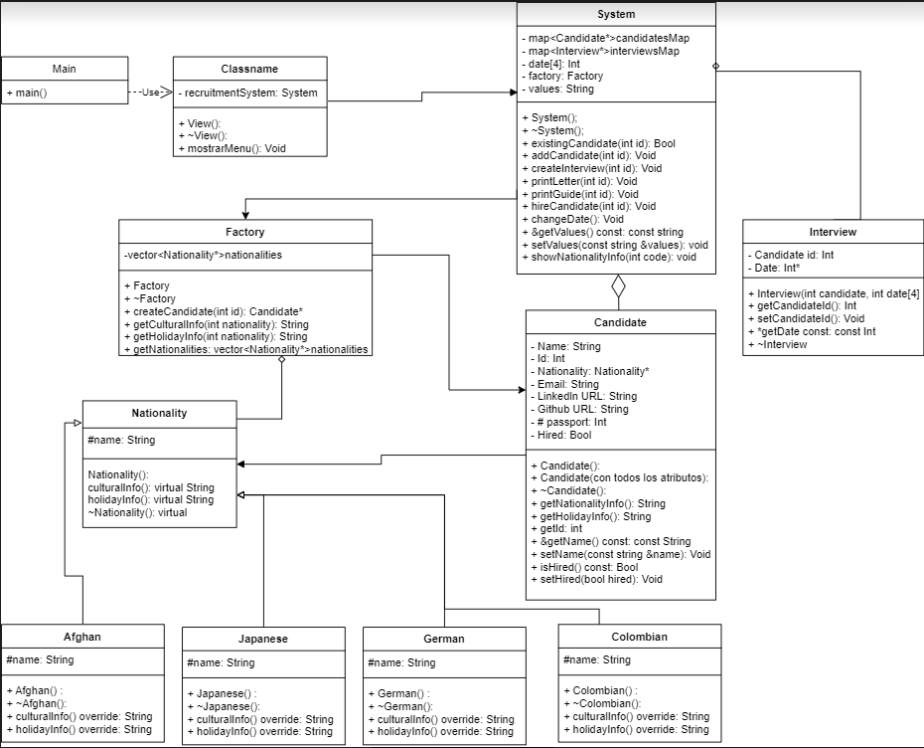 System
- map<Candidate*>candidatesMap
- map<Interview*>interviewsMap
- date[4]: Int
- factory: Factory
- values: String
+ System();
+ ~System();
+ existingCandidate(int id): Bool
+ addCandidate(int id): Void
+ createInterview(int id): Void
+ printLetter(int id): Void
+ printGuide(int id): Void
+ hireCandidate(int id): Void
+ changeDate(): Void
+ &getValues() const: const string
+ setValues(const string &values): void
+ showNationalityInfo(int code): void
Main
+ main()
Use
Classname
- recruitmentSystem: System
+ View():
+ ~View():
+ mostrarMenu(): Void
Factory
-vector<Nationality*>nationalities
+ Factory
+ ~Factory
+ createCandidate(int id): Candidate*
+ getCulturalInfo(int nationality): String
+ getHolidayInfo(int nationality): String
+ getNationalities: vector<Nationality*>nationalities
Interview
- Candidate id: Int
- Date: Int*
+ Interview(int candidate, int date[4]
+ getCandidateId(): Int
+ setCandidateId(): Void
+ *getDate const: const Int
+ ~Interview
Candidate
- Name: String
- Id: Int
- Nationality: Nationality*
- Email: String
- LinkedIn URL: String
- Github URL: String
- # passport: Int
- Hired: Bool
+ Candidate():
+ Candidate(con todos los atributos):
+ ~Candidate():
+ getNationalityInfo(): String
+ getHolidayInfo(): String
+ getId: int
+ &getName() const: const String
+ setName(const string &name): Void
+ isHired() const: Bool
+ setHired(bool hired): Void
Nationality
#name: String
Nationality():
culturalInfo(): virtual String
holidayInfo(): virtual String
~Nationality(): virtual
Afghan
#name: String
+ Afghan() :
+ ~Afghan():
+ culturalInfo() override: String
+ holidayInfo() override: String
Japanese
#name: String
+ Japanese() :
+ ~Japanese():
+ culturalInfo() override: String
+ holidayInfo() override: String
German
#name: String
+ German() :
+ ~German():
+ culturalInfo() override: String
+ holidayInfo() override: String
Colombian
#name: String
+ Colombian() :
+ ~Colombian():
+ culturalInfo() override: String
+ holidayInfo() override: String